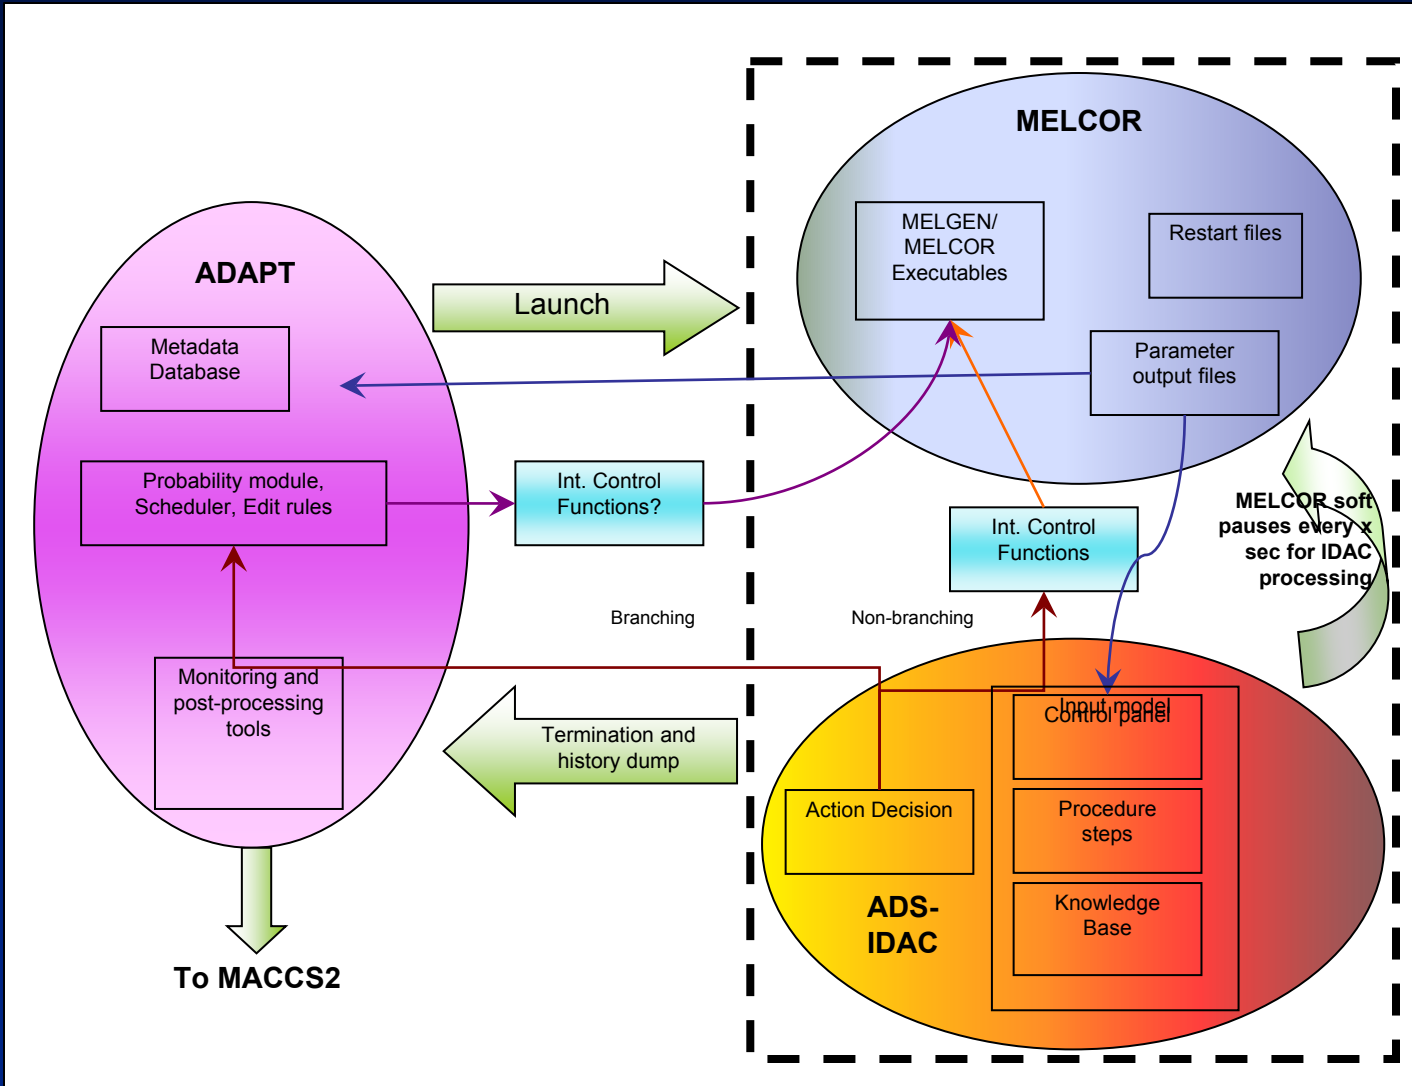 MELCOR
MELGEN/
MELCOR
Executables
Restart files
Parameter
output files
ADAPT
Metadada
Database
Launch
Probability module,
Scheduler, Edit rules
Int. Control
Functions?
Int. Control
Functions
MELCOR soft
pauses every x
sec for IDAC
processing
Branching
Non-branching
Monitoring and
post-processing
tools
Termination and
history dump
Input model
Control panel
Action Decision
Procedure
steps
Knowledge
Base
ADS-
IDAC
To MACCS2